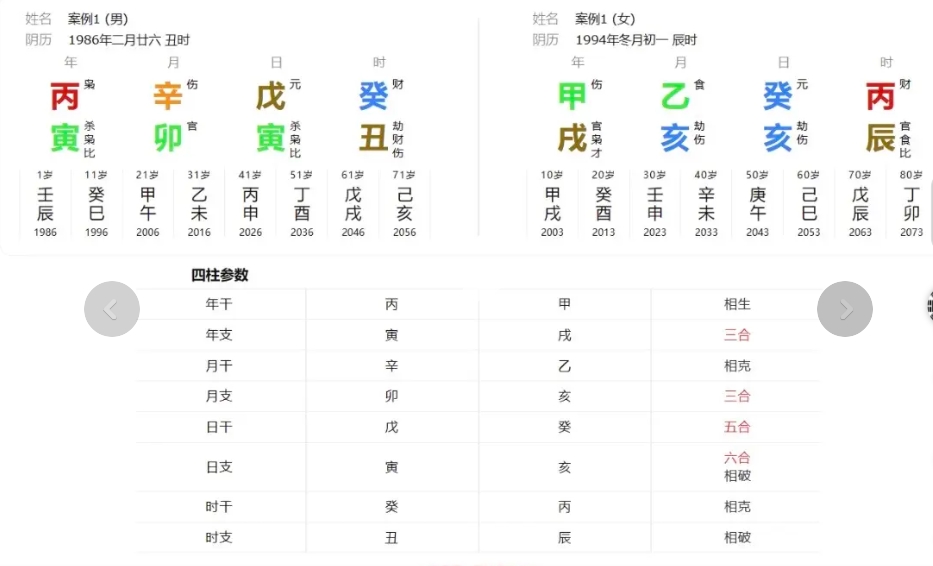 姓名 案例1 (男)
阴历 1986年二月廿六 丑时
年 月 日 时
丙 枭 辛 伤 戊 元 癸 财
寅 杀枭比 卯 官 寅 杀枭比 丑 劫财伤
1岁 11岁 21岁 31岁 41岁 51岁 61岁 71岁
壬 癸 甲 乙 丙 丁 戊 己
辰 巳 午 未 申 酉 戌 亥
1986 1996 2006 2016 2026 2036 2046 2056
姓名 案例1 (女)
阴历 1994年冬月初一 辰时
年 月 日 时
甲 伤 乙 食 癸 元 丙 财
戌 官枭才 亥 劫伤 亥 劫伤 辰 官食比
10岁 20岁 30岁 40岁 50岁 60岁 70岁 80岁
甲 癸 壬 辛 庚 己 戊 丁
戌 酉 申 未 午 巳 辰 卯
2003 2013 2023 2033 2043 2053 2063 2073
四柱参数
年干 丙 甲 相生
年支 寅 戌 三合
月干 辛 乙 相克
月支 卯 亥 三合
日干 戊 癸 五合
日支 寅 亥 六合
相破
时干 癸 丙 相克
时支 丑 辰 相破